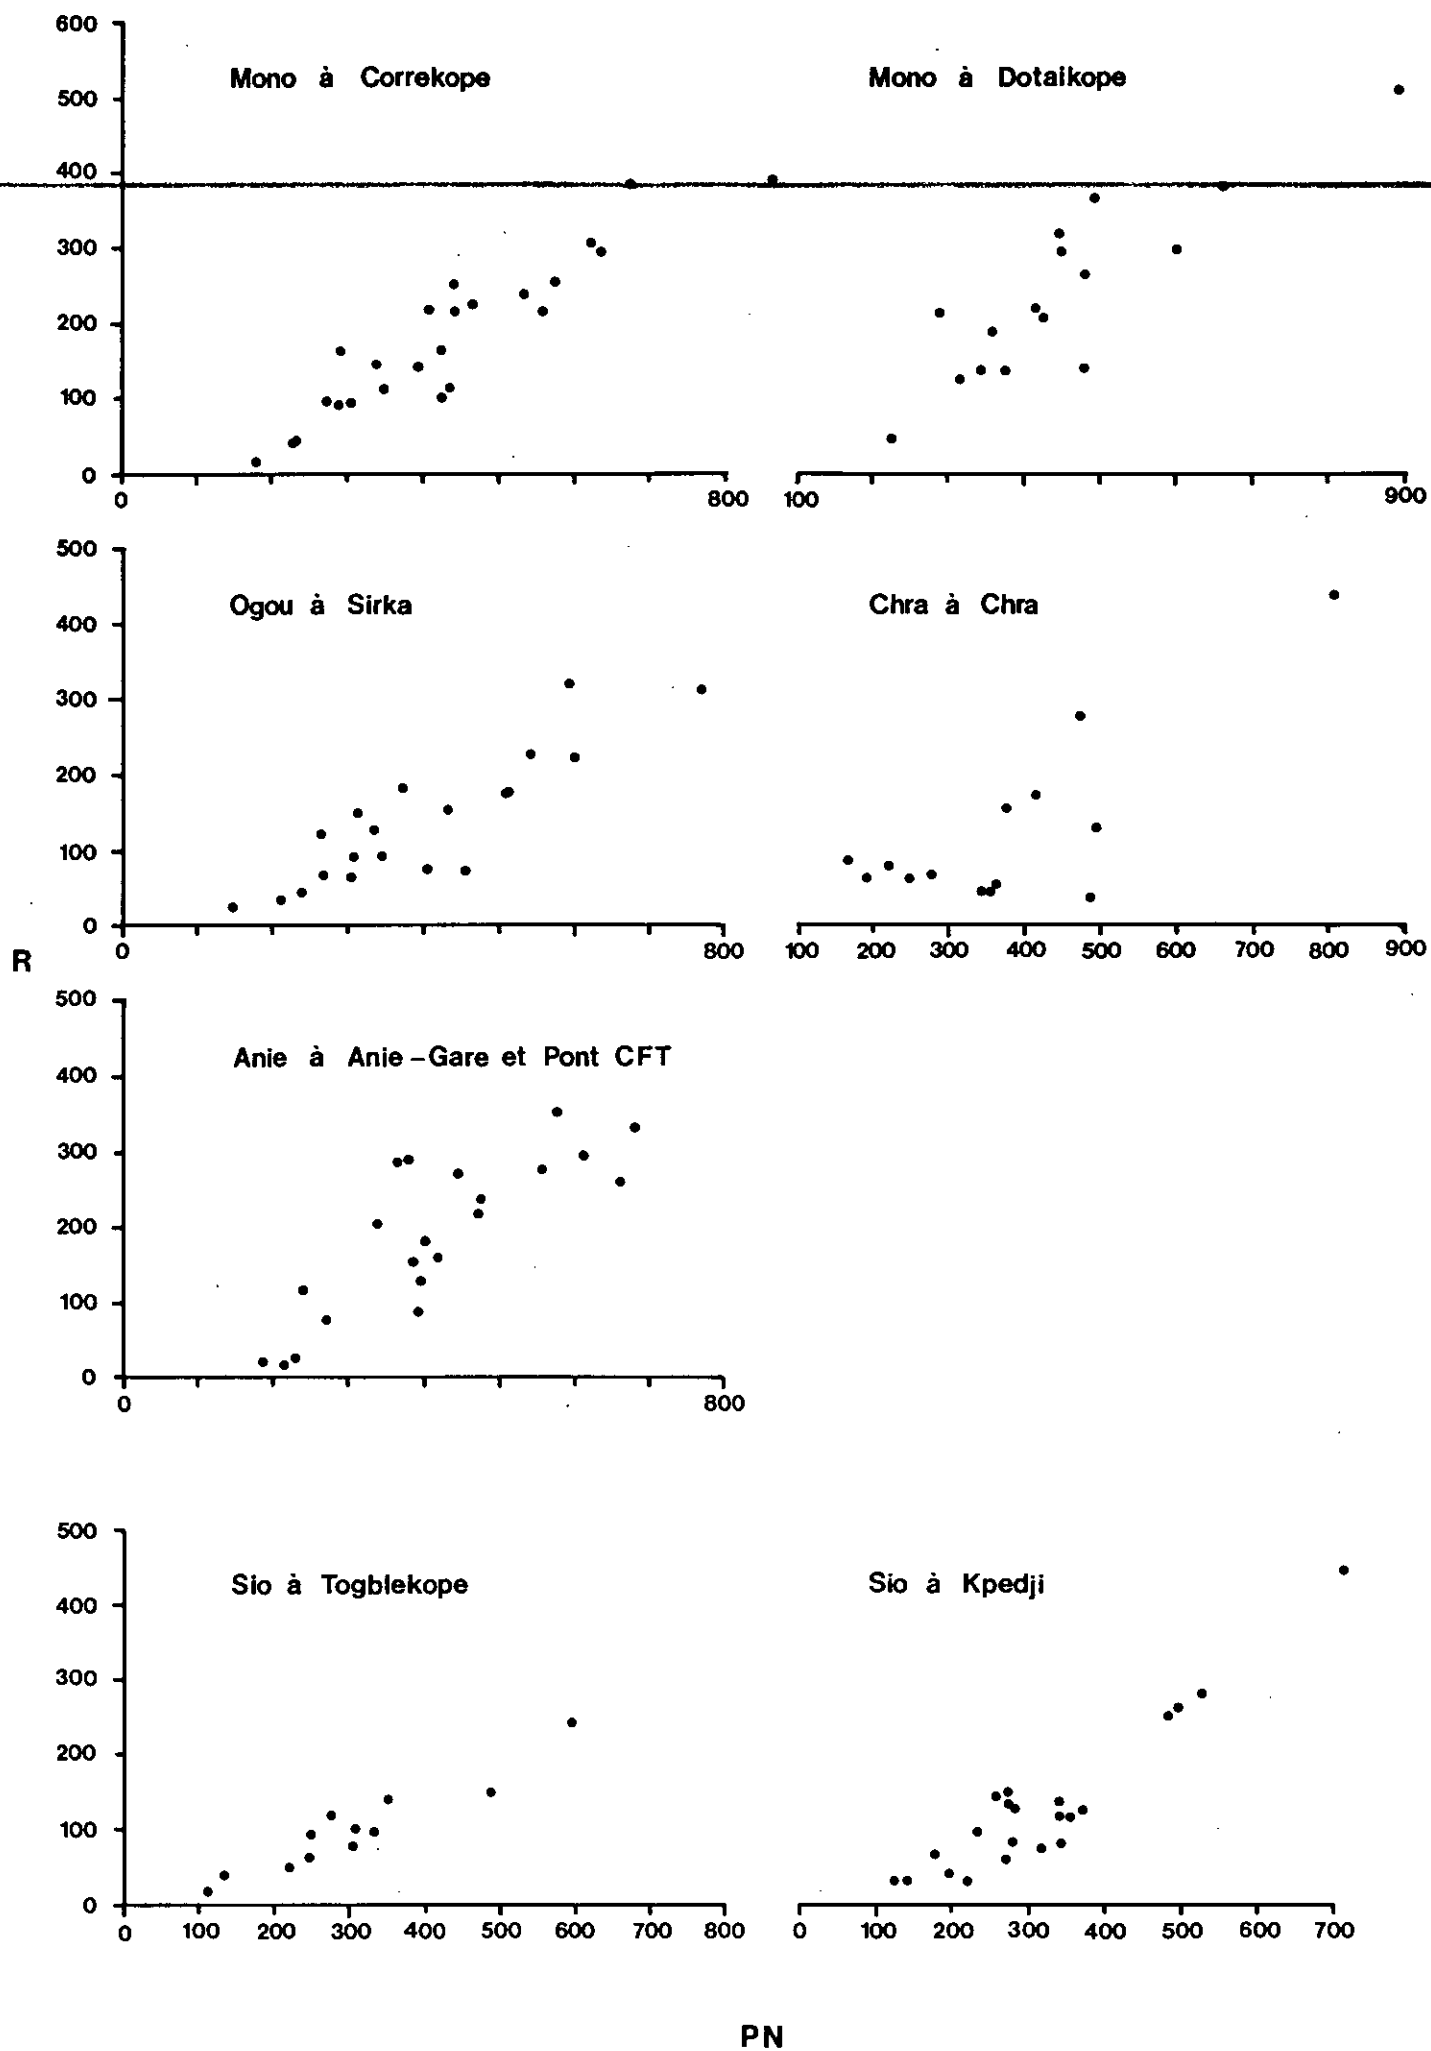 600
Mono à Correkope
Mono à Dotaikope
500
400
300
200
100
0
0 800 100 900
500
Ogou à Sirka
Chra à Chra
400
300
200
100
0
0 800 100 200 300 400 500 600 700 800 900
R
500
Anie à Anie-Gare et Pont CFT
400
300
200
100
0
0 800
500
Sio à Togblekope
Sio à Kpedji
400
300
200
100
0
0 100 200 300 400 500 600 700 800 0 100 200 300 400 500 600 700
PN